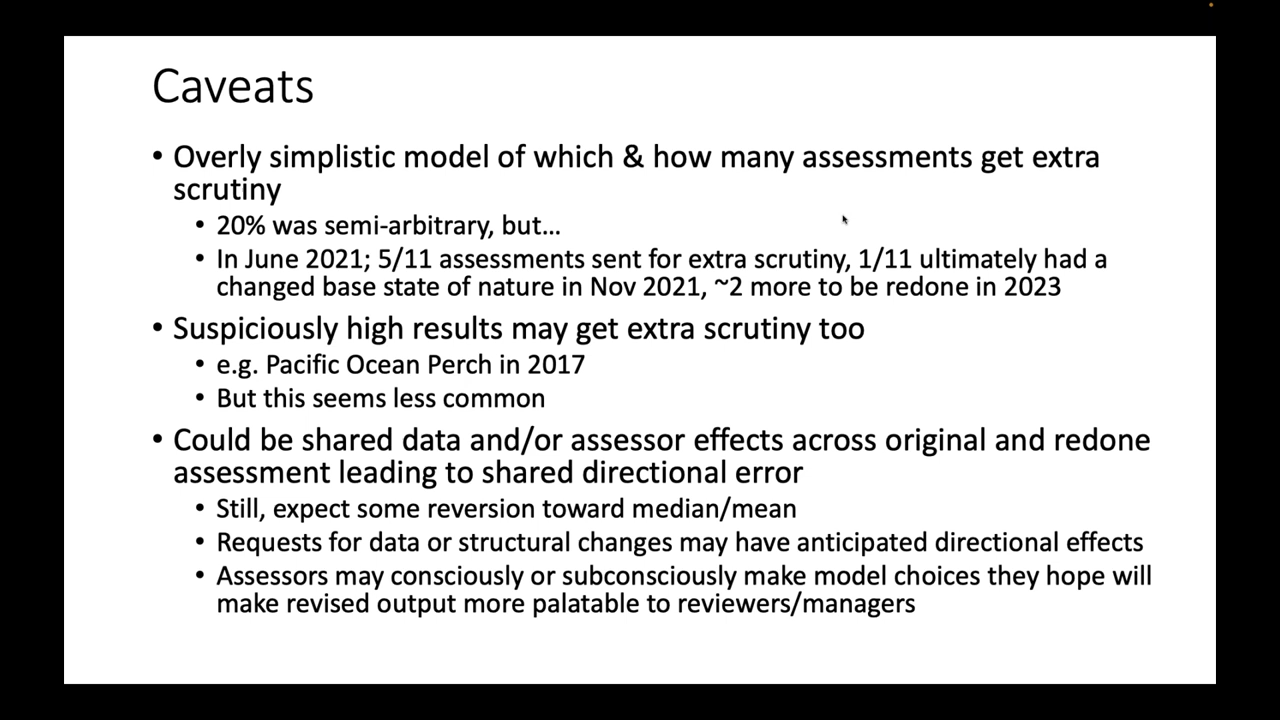 Caveats
• Overly simplistic model of which & how many assessments get extra
scrutiny
• 20% was semi-arbitrary, but…
• In June 2021; 5/11 assessments sent for extra scrutiny, 1/11 ultimately had a
changed base state of nature in Nov 2021, ~2 more to be redone in 2023
• Suspiciously high results may get extra scrutiny too
• e.g. Pacific Ocean Perch in 2017
• But this seems less common
• Could be shared data and/or assessor effects across original and redone
assessment leading to shared directional error
• Still, expect some reversion toward median/mean
• Requests for data or structural changes may have anticipated directional effects
• Assessors may consciously or subconsciously make model choices they hope will
make revised output more palatable to reviewers/managers